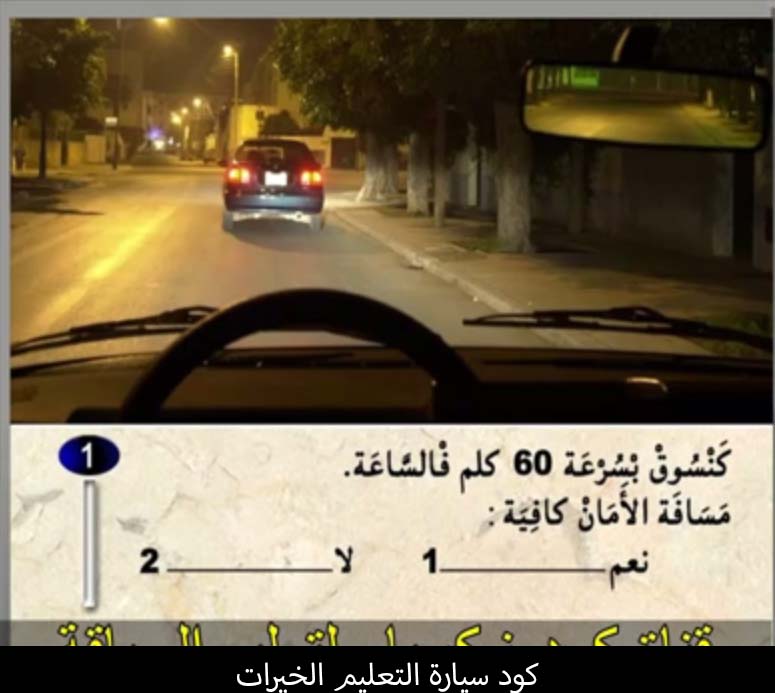 1
كَنْسُوقْ بْسُرْعَة 60 كلم فْالسَّاعَة.
مَسَافَة الأَمَانْ كافِيَة :
نعم 1 لا 2
كود سيارة التعليم الخيرات